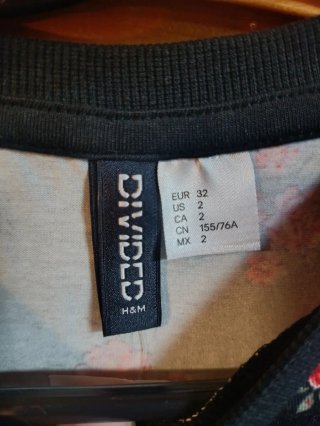 DIVIDED
H&M
EUR 32
US 2
CA 2
CN 155/76A
MX 2